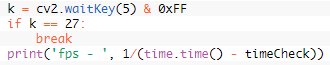 k = cv2.waitKey(5) & 0xFF
if k == 27:
    break
print('fps - ', 1/(time.time() - timeCheck))